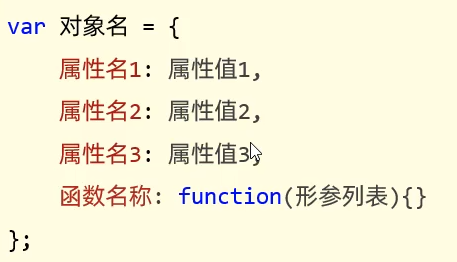 var 对象名 = {
属性名1: 属性值1,
属性名2: 属性值2,
属性名3: 属性值3,
函数名称: function(形参列表){}
};